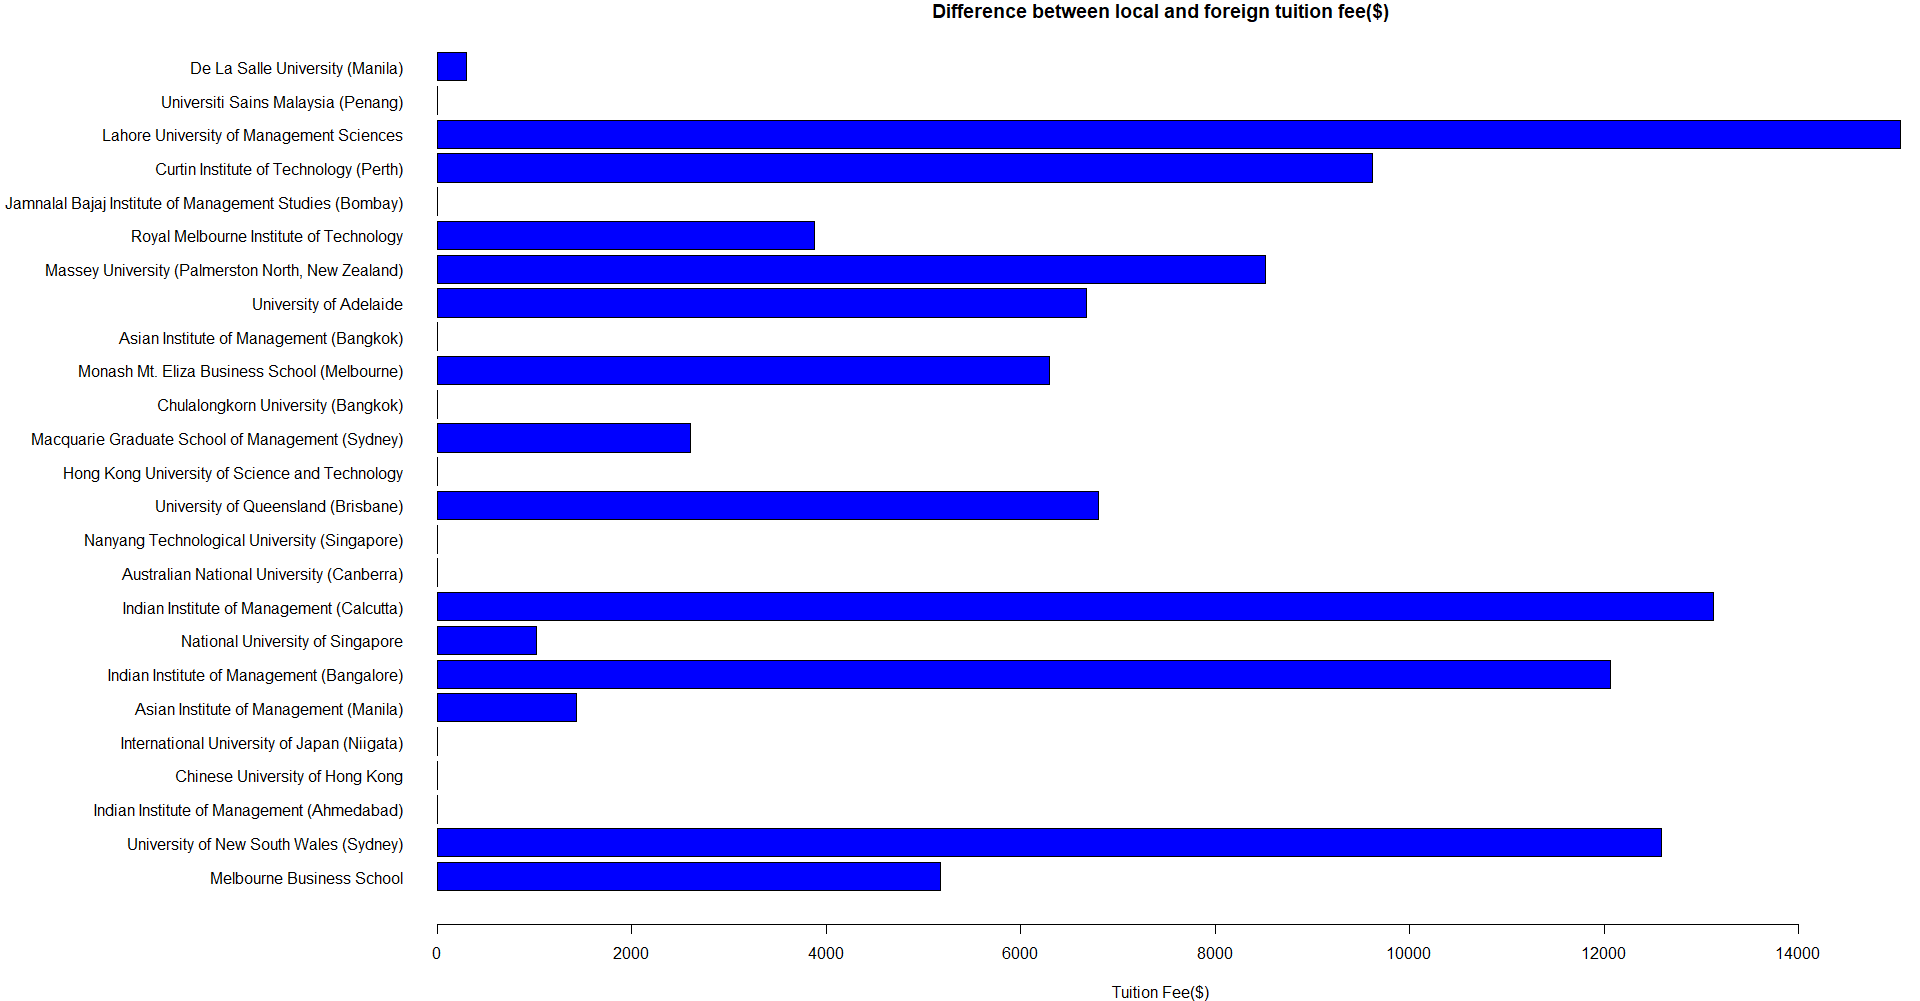 Difference between local and foreign tuition fee($)
De La Salle University (Manila)
Universiti Sains Malaysia (Penang)
Lahore University of Management Sciences
Curtin Institute of Technology (Perth)
Jamnalal Bajaj Institute of Management Studies (Bombay)
Royal Melbourne Institute of Technology
Massey University (Palmerston North, New Zealand)
University of Adelaide
Asian Institute of Management (Bangkok)
Monash Mt. Eliza Business School (Melbourne)
Chulalongkorn University (Bangkok)
Macquarie Graduate School of Management (Sydney)
Hong Kong University of Science and Technology
University of Queensland (Brisbane)
Nanyang Technological University (Singapore)
Australian National University (Canberra)
Indian Institute of Management (Calcutta)
National University of Singapore
Indian Institute of Management (Bangalore)
Asian Institute of Management (Manila)
International University of Japan (Niigata)
Chinese University of Hong Kong
Indian Institute of Management (Ahmedabad)
University of New South Wales (Sydney)
Melbourne Business School
0 2000 4000 6000 8000 10000 12000 14000
Tuition Fee($)